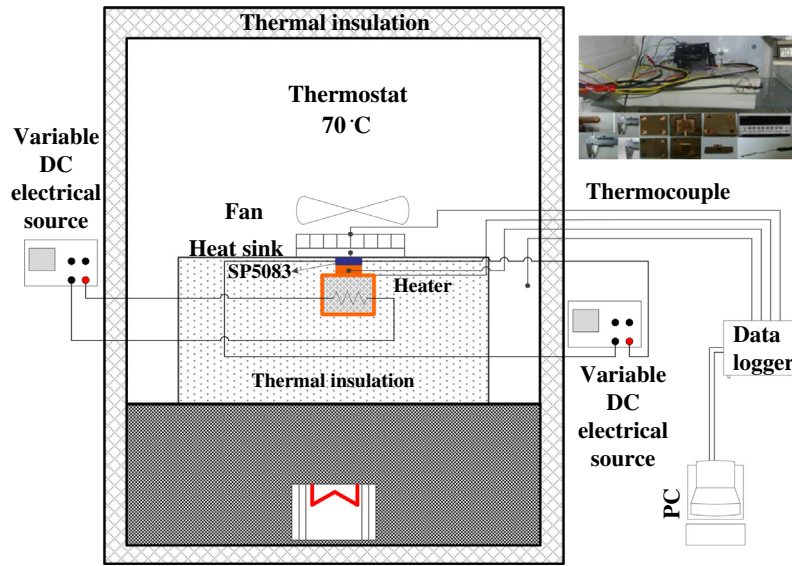 Thermal insulation
Thermostat
70 ·C
Variable
DC
electrical
source
Fan
Heat sink
SP5083
Heater
Thermocouple
Thermal insulation
Variable
DC
electrical
source
Data
logger
PC